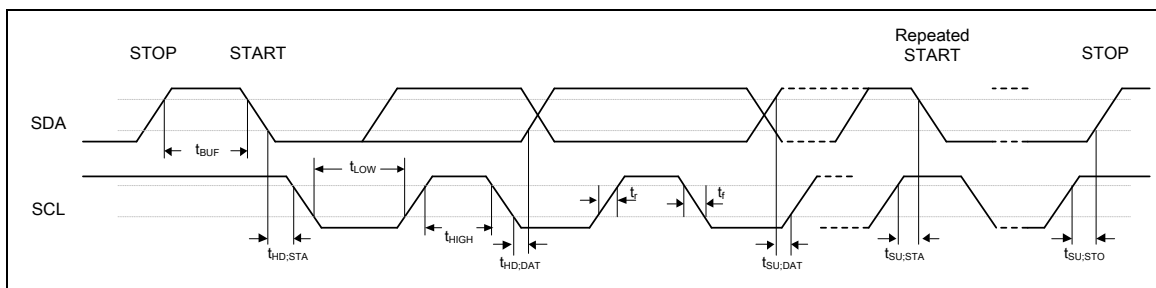 Repeated
STOP START START STOP
SDA
tBUF
tLOW
SCL
tr tf
tHIGH
tHD;STA tHD;DAT tSU;DAT tSU;STA tSU;STO